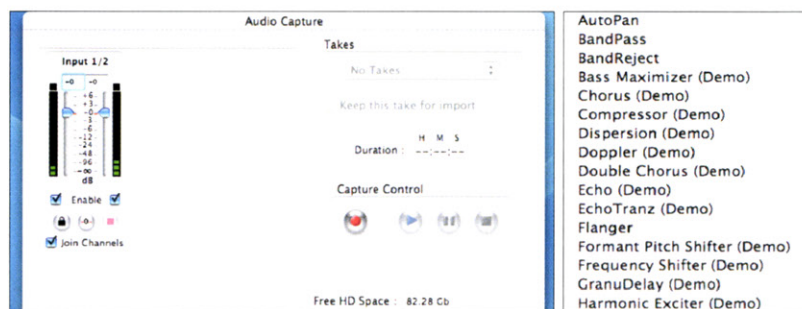 Audio Capture
Input 1/2
-0 -0
+6
+3
-0
-3
-6
-12
-24
-48
-96
-∞
dB
Enable
-0-
Join Channels
Takes
No Takes
Keep this take for import
H M S
Duration : --:--:--
Capture Control
Free HD Space : 82.28 Gb
AutoPan
BandPass
BandReject
Bass Maximizer (Demo)
Chorus (Demo)
Compressor (Demo)
Dispersion (Demo)
Doppler (Demo)
Double Chorus (Demo)
Echo (Demo)
EchoTranz (Demo)
Flanger
Formant Pitch Shifter (Demo)
Frequency Shifter (Demo)
GranuDelay (Demo)
Harmonic Exciter (Demo)